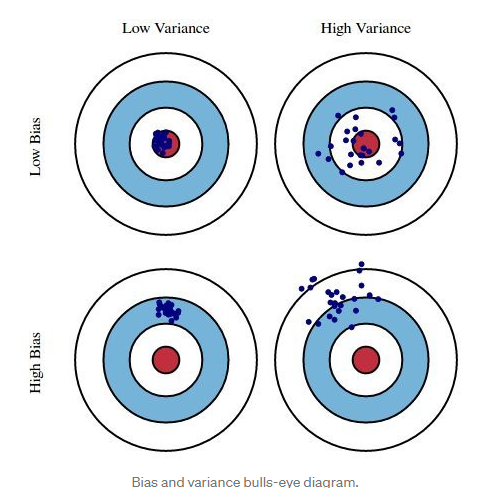 Low Variance
High Variance
Low Bias
High Bias
Bias and variance bulls-eye diagram.